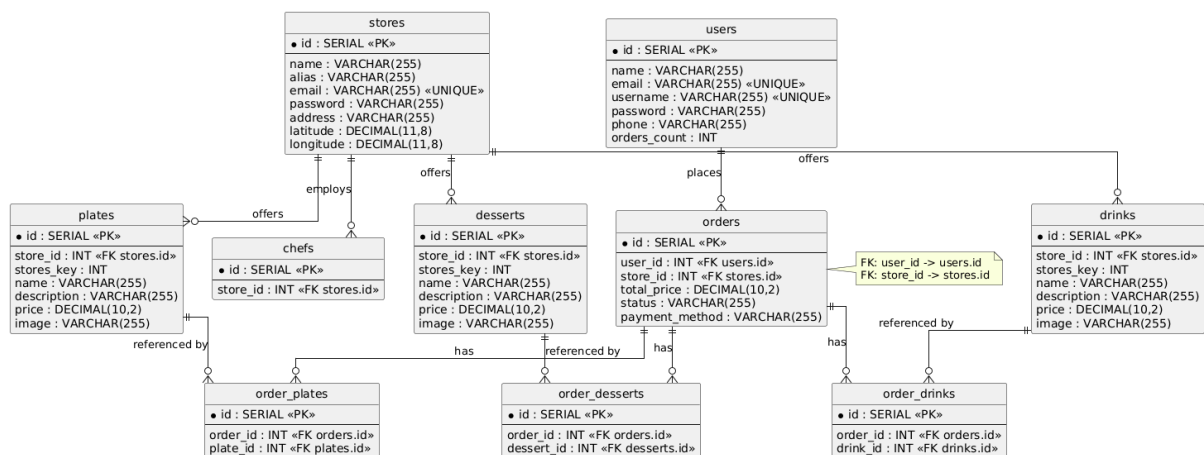 stores
id : SERIAL «PK»
name : VARCHAR(255)
alias : VARCHAR(255)
email : VARCHAR(255) «UNIQUE»
password : VARCHAR(255)
address : VARCHAR(255)
latitude : DECIMAL(11,8)
longitude : DECIMAL(11,8)
users
id : SERIAL «PK»
name : VARCHAR(255)
email : VARCHAR(255) «UNIQUE»
username : VARCHAR(255) «UNIQUE»
password : VARCHAR(255)
phone : VARCHAR(255)
orders_count : INT
offers
employs
offers
places
offers
plates
id : SERIAL «PK»
store_id : INT «FK stores.id»
stores_key : INT
name : VARCHAR(255)
description : VARCHAR(255)
price : DECIMAL(10,2)
image : VARCHAR(255)
chefs
id : SERIAL «PK»
store_id : INT «FK stores.id»
desserts
id : SERIAL «PK»
store_id : INT «FK stores.id»
stores_key : INT
name : VARCHAR(255)
description : VARCHAR(255)
price : DECIMAL(10,2)
image : VARCHAR(255)
orders
id : SERIAL «PK»
user_id : INT «FK users.id»
store_id : INT «FK stores.id»
total_price : DECIMAL(10,2)
status : VARCHAR(255)
payment_method : VARCHAR(255)
FK: user_id -> users.id
FK: store_id -> stores.id
drinks
id : SERIAL «PK»
store_id : INT «FK stores.id»
stores_key : INT
name : VARCHAR(255)
description : VARCHAR(255)
price : DECIMAL(10,2)
image : VARCHAR(255)
referenced by
has
referenced by
has
has
referenced by
order_plates
id : SERIAL «PK»
order_id : INT «FK orders.id»
plate_id : INT «FK plates.id»
order_desserts
id : SERIAL «PK»
order_id : INT «FK orders.id»
dessert_id : INT «FK desserts.id»
order_drinks
id : SERIAL «PK»
order_id : INT «FK orders.id»
drink_id : INT «FK drinks.id»